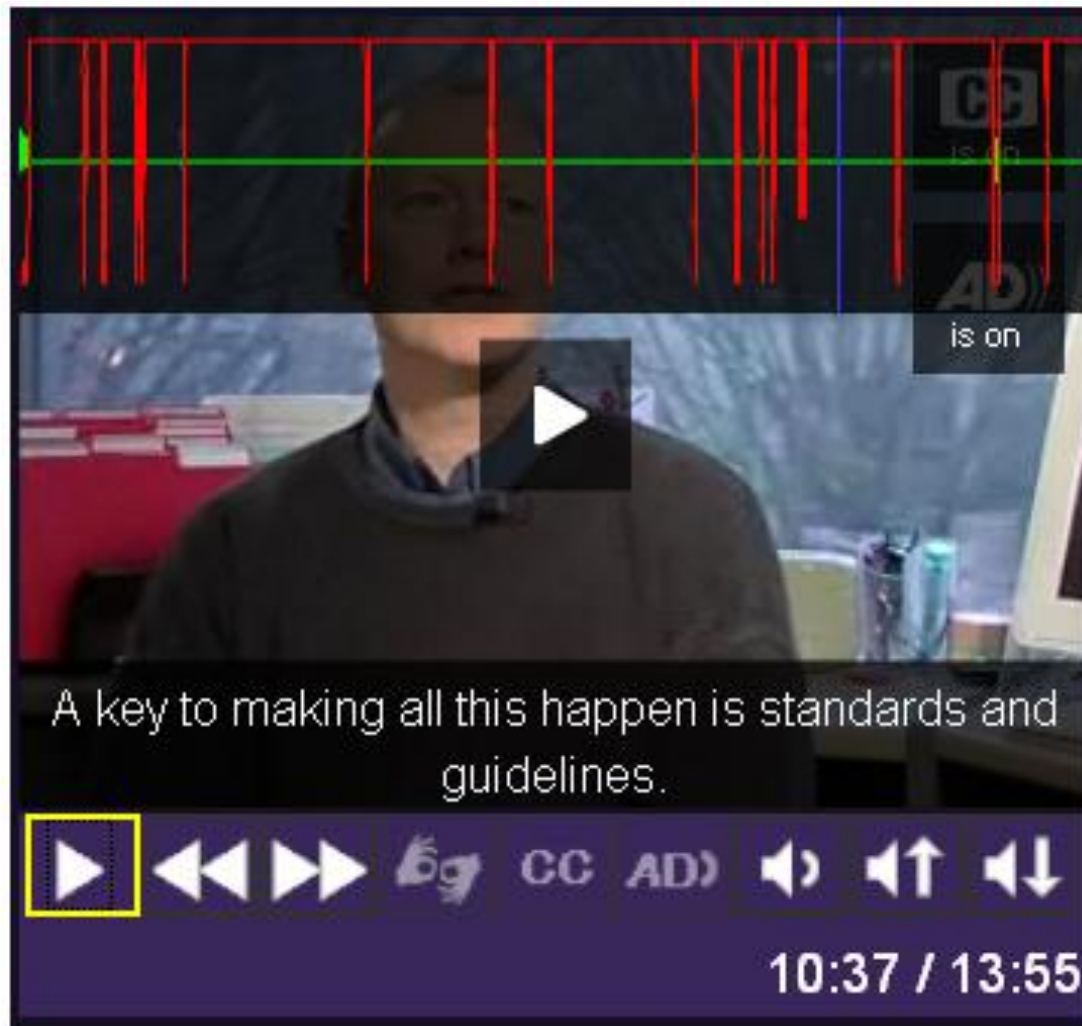 CC
is on
AD
is on
A key to making all this happen is standards and
guidelines.
CC AD
10:37 / 13:55